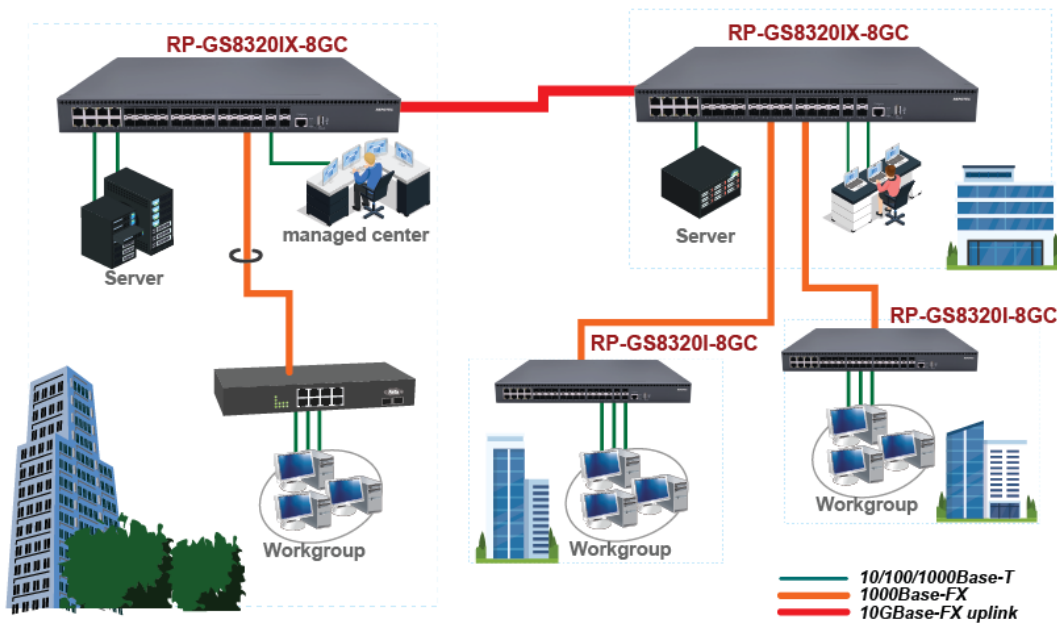 RP-GS8320IX-8GC
RP-GS8320IX-8GC
managed center
Server
Server
RP-GS8320I-8GC
RP-GS8320I-8GC
Workgroup
Workgroup
Workgroup
10/100/1000Base-T
1000Base-FX
10GBase-FX uplink